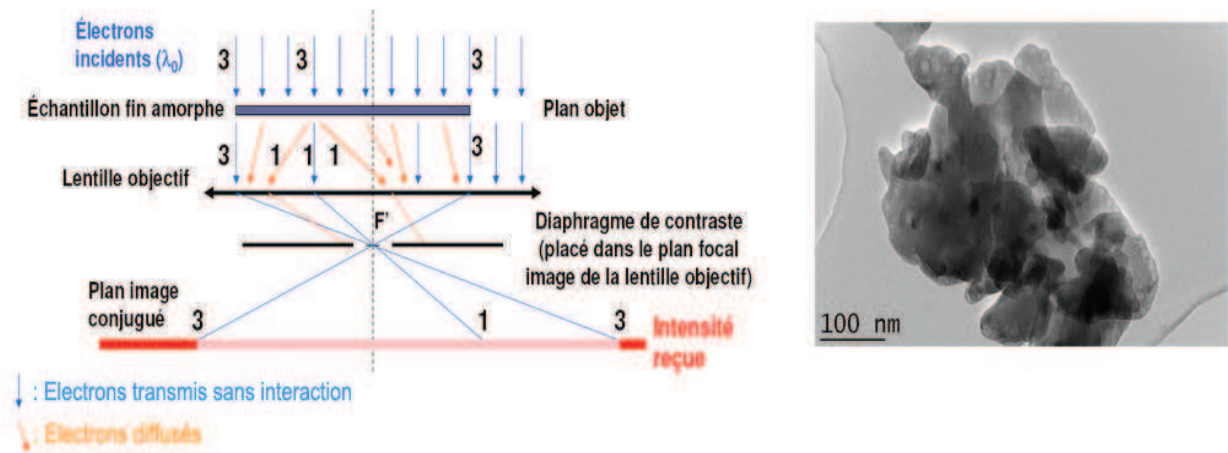 Électrons
incidents (λ0)
3
3
3
Échantillon fin amorphe
Plan objet
3
1
1
1
3
Lentille objectif
F'
Diaphragme de contraste
(placé dans le plan focal
image de la lentille objectif)
Plan image
conjugué
3
1
3
Intensité
reçue
: Electrons transmis sans interaction
: Electrons diffusés
100 nm